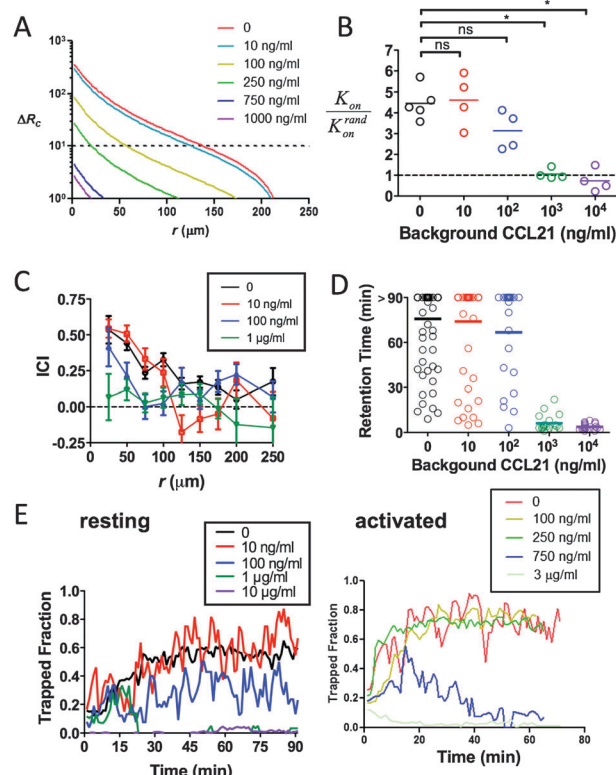 A
0
10 ng/ml
100 ng/ml
250 ng/ml
750 ng/ml
1000 ng/ml
10³
10²
10¹
10⁰
ΔR_c
0 50 100 150 200 250
r (μm)
B
*
*
ns
ns
K_on
K_on^rand
7
6
5
4
3
2
1
0
0 10 10² 10³ 10⁴
Background CCL21 (ng/ml)
C
0
10 ng/ml
100 ng/ml
1 μg/ml
0.75
0.50
0.25
0.00
-0.25
ICI
0 50 100 150 200 250
r (μm)
D
>90
60
30
0
Retention Time (min)
0 10 10² 10³ 10⁴
Background CCL21 (ng/ml)
E
resting
0
10 ng/ml
100 ng/ml
1 μg/ml
10 μg/ml
1.0
0.8
0.6
0.4
0.2
0.0
Trapped Fraction
0 15 30 45 60 75 90
Time (min)
activated
0
100 ng/ml
250 ng/ml
750 ng/ml
3 μg/ml
1.0
0.8
0.6
0.4
0.2
0.0
Trapped Fraction
0 20 40 60 80
Time (min)